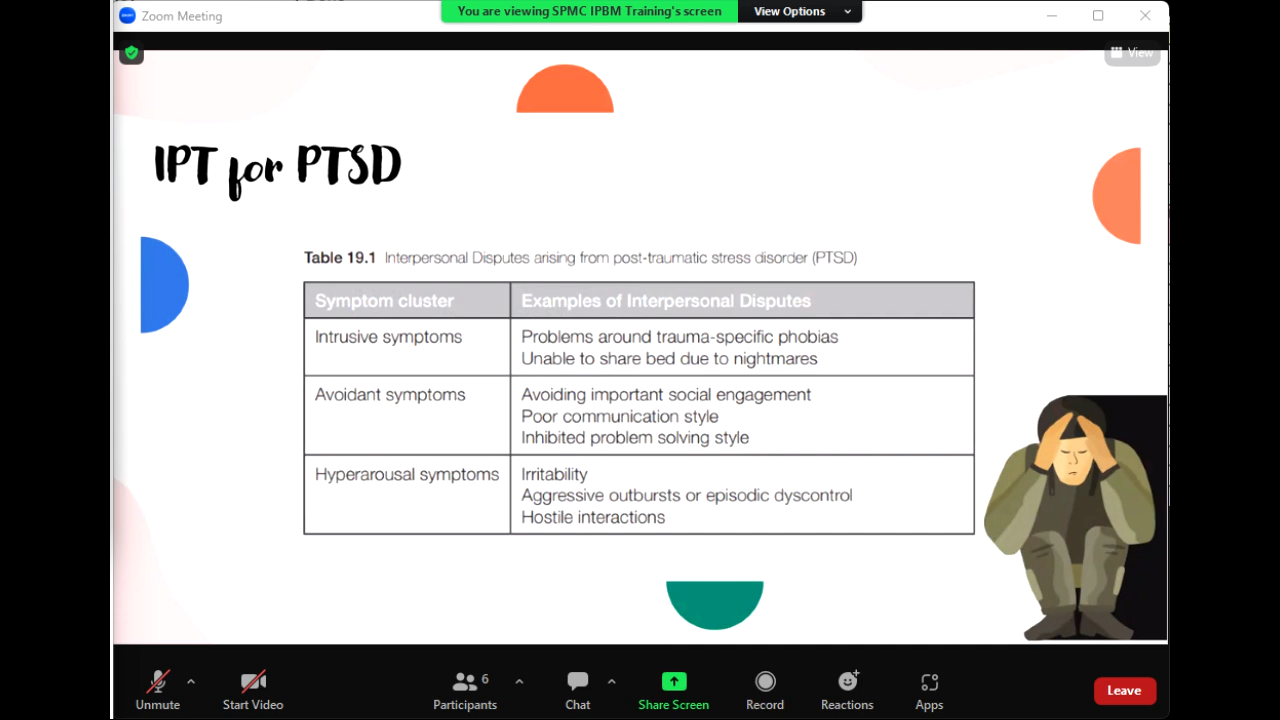 Zoom Meeting
You are viewing SPMC IPBM Training's screen
View Options
View
IPT for PTSD
Table 19.1 Interpersonal Disputes arising from post-traumatic stress disorder (PTSD)
Symptom cluster
Examples of Interpersonal Disputes
Intrusive symptoms
Problems around trauma-specific phobias
Unable to share bed due to nightmares
Avoidant symptoms
Avoiding important social engagement
Poor communication style
Inhibited problem solving style
Hyperarousal symptoms
Irritability
Aggressive outbursts or episodic dyscontrol
Hostile interactions
Unmute
Start Video
6
Participants
Chat
Share Screen
Record
Reactions
Apps
Leave